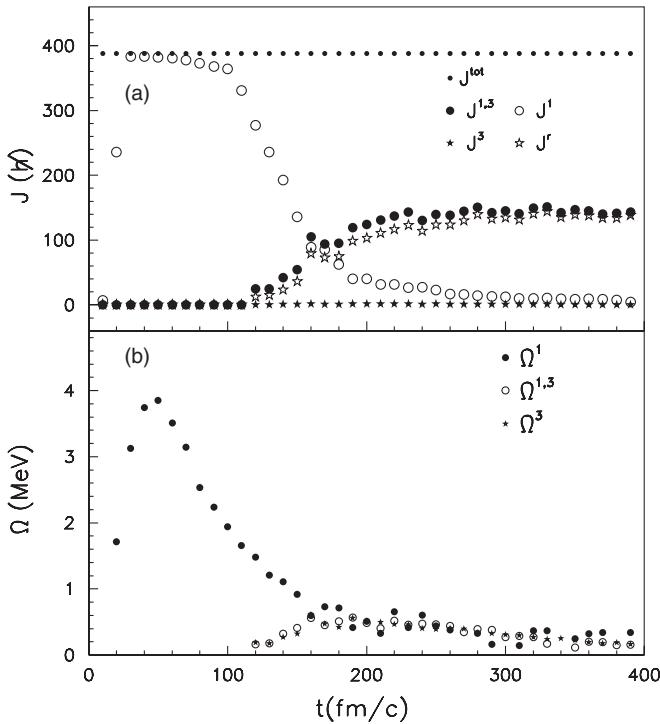 400
300
200
100
0
J (ħ)
(a)
J^tot
J^1,3 J^1
J^3 J^r
(b)
Ω^1
Ω^1,3
Ω^3
4
3
2
1
0
Ω (MeV)
0 100 200 300 400
t(fm/c)